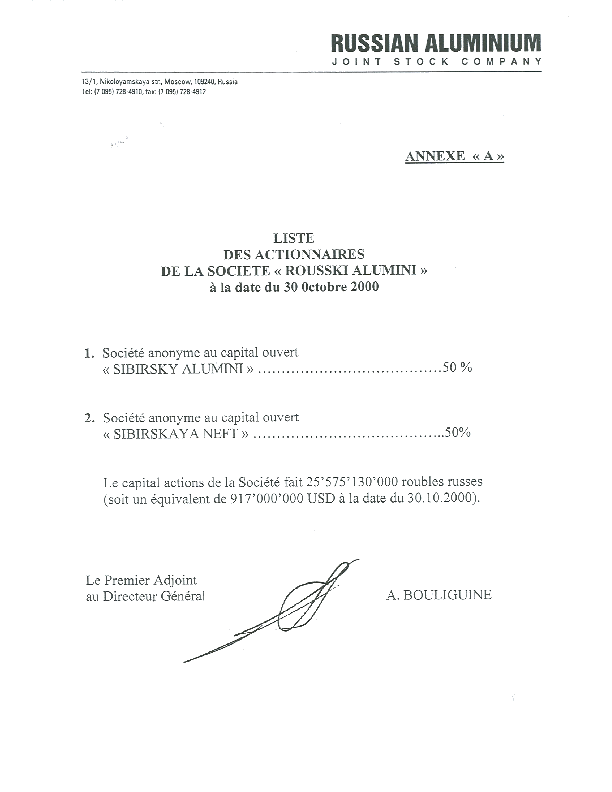 RUSSIAN ALUMINIUM
JOINT STOCK COMPANY
13/1, Nikoloyamskaya str., Moscow, 109240, Russia
tel: (7 095) 728-4910, fax: (7 095) 728-4912
ANNEXE « A »
LISTE
DES ACTIONNAIRES
DE LA SOCIETE « ROUSSKI ALUMINI »
à la date du 30 0ctobre 2000
1. Société anonyme au capital ouvert
« SIBIRSKY ALUMINI » …………………………………50 %
2. Société anonyme au capital ouvert
« SIBIRSKAYA NEFT » …………………………………..50%
Le capital actions de la Société fait 25’575’130’000 roubles russes
(soit un équivalent de 917’000’000 USD à la date du 30.10.2000).
Le Premier Adjoint
au Directeur Général
A. BOULIGUINE